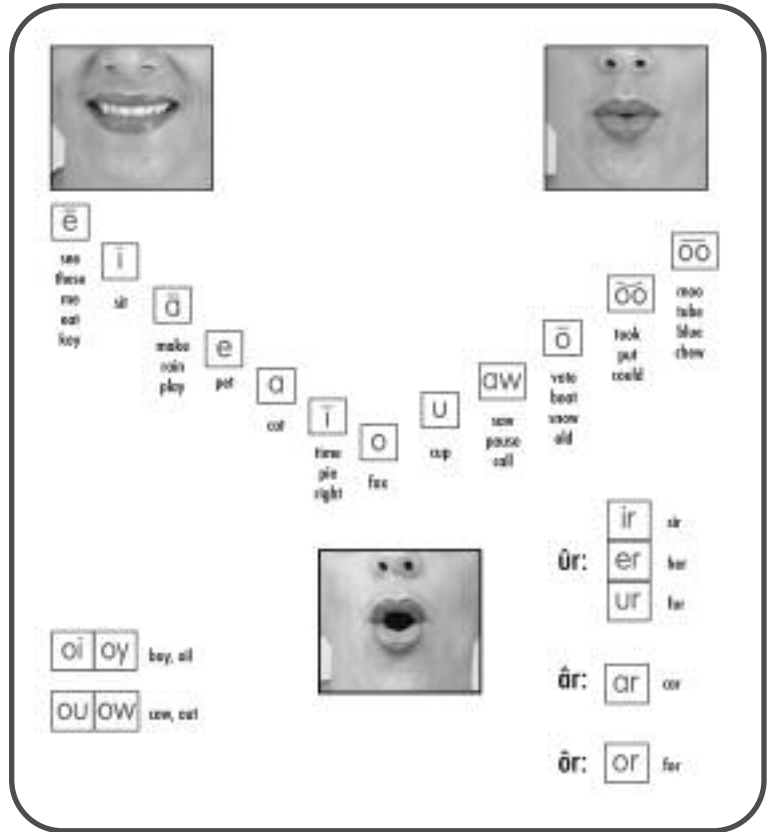 ē
see
these
me
eat
key
i
sit
ā
make
rain
play
e
pet
a
cat
ī
time
pie
right
o
fox
u
cup
aw
saw
pause
call
ō
vote
boat
snow
old
o͝o
took
put
could
o͞o
moo
tube
blue
chew
ûr:
ir sir
er her
ur fur
âr:
ar car
ôr:
or for
oi oy boy, oil
ou ow cow, out